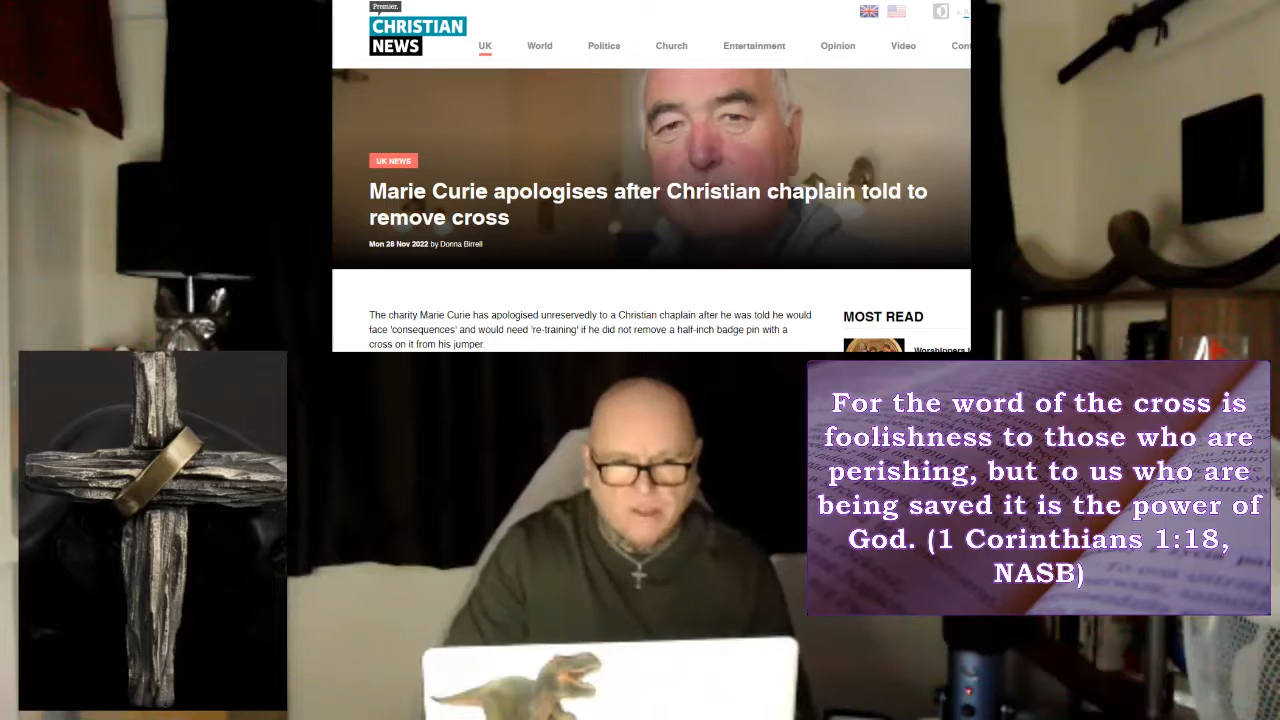 Premier.
CHRISTIAN
NEWS
UK World Politics Church Entertainment Opinion Video
UK NEWS
Marie Curie apologises after Christian chaplain told to
remove cross
Mon 28 Nov 2022 by Donna Birrell
The charity Marie Curie has apologised unreservedly to a Christian chaplain after he was told he would
face 'consequences' and would need 're-training' if he did not remove a half-inch badge pin with a
cross on it from his jumper.
MOST READ
Worshippers
For the word of the cross is
foolishness to those who are
perishing, but to us who are
being saved it is the power of
God. (1 Corinthians 1:18,
NASB)